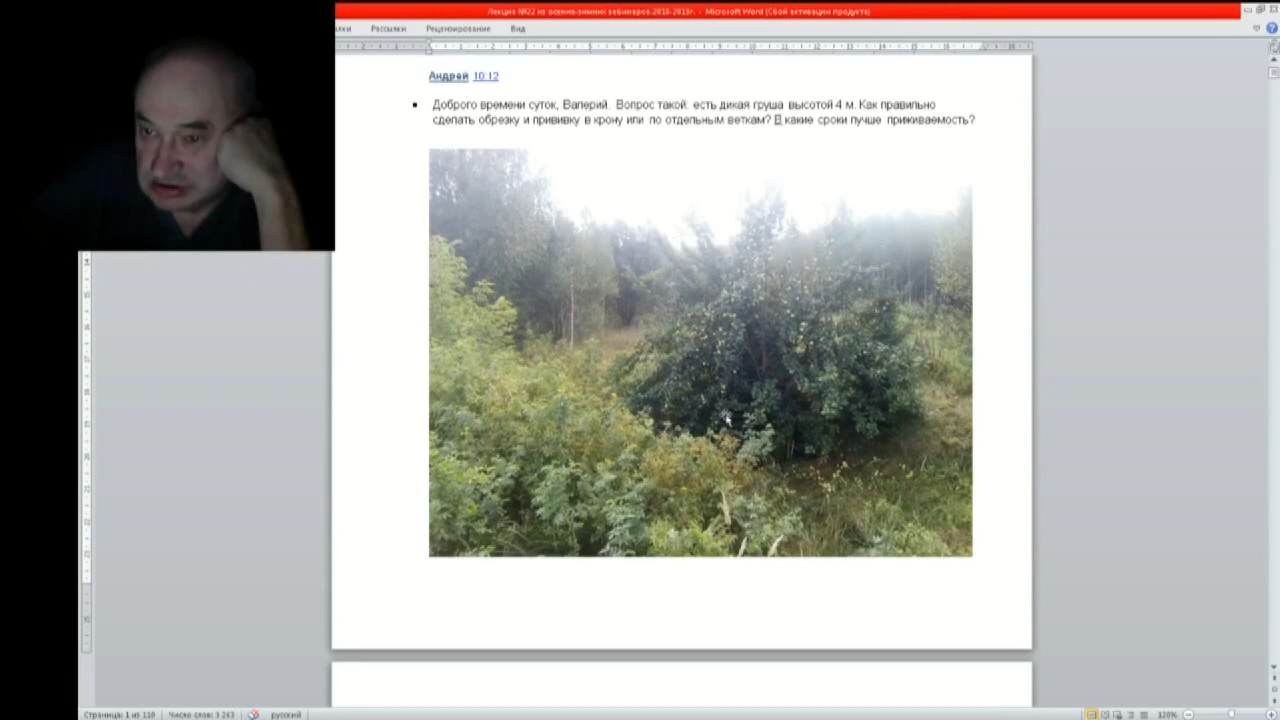 Лекция №22 из осенне-зимних вебинаров.2018-2019г. - Microsoft Word (Сбой активации продукта)
Рассылки Рецензирование Вид
Андрей 10:12
Доброго времени суток, Валерий. Вопрос такой: есть дикая груша высотой 4 м. Как правильно
сделать обрезку и прививку в крону или по отдельным веткам? В какие сроки лучше приживаемость?
Страница: 1 из 110 Число слов: 3 263 русский 120%